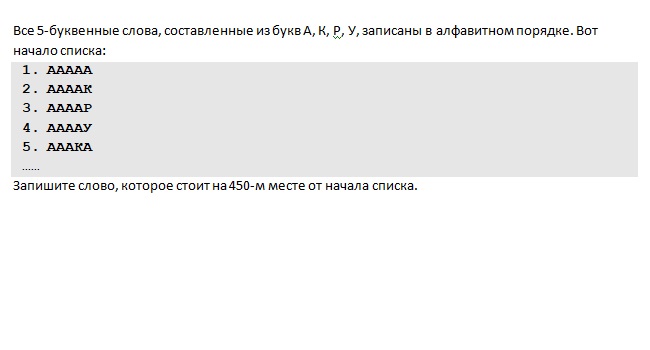 Все 5-буквенные слова, составленные из букв А, К, Р, У, записаны в алфавитном порядке. Вот
начало списка:
1. ААААА
2. ААААК
3. ААААР
4. ААААУ
5. АААКА
......
Запишите слово, которое стоит на 450-м месте от начала списка.